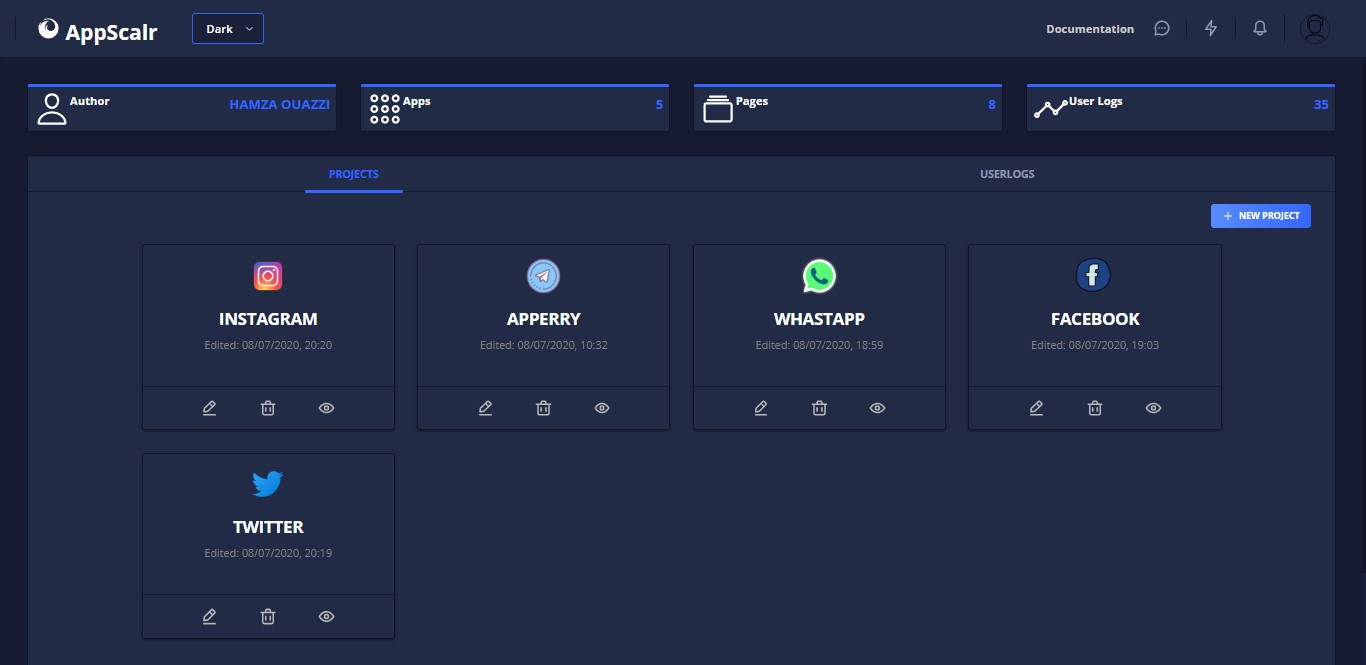 AppScalr
Dark
Documentation
Author
HAMZA OUAZZI
Apps
5
Pages
8
User Logs
35
PROJECTS
USERLOGS
+ NEW PROJECT
INSTAGRAM
Edited: 08/07/2020, 20:20
APPERRY
Edited: 08/07/2020, 10:32
WHASTAPP
Edited: 08/07/2020, 18:59
FACEBOOK
Edited: 08/07/2020, 19:03
TWITTER
Edited: 08/07/2020, 20:19